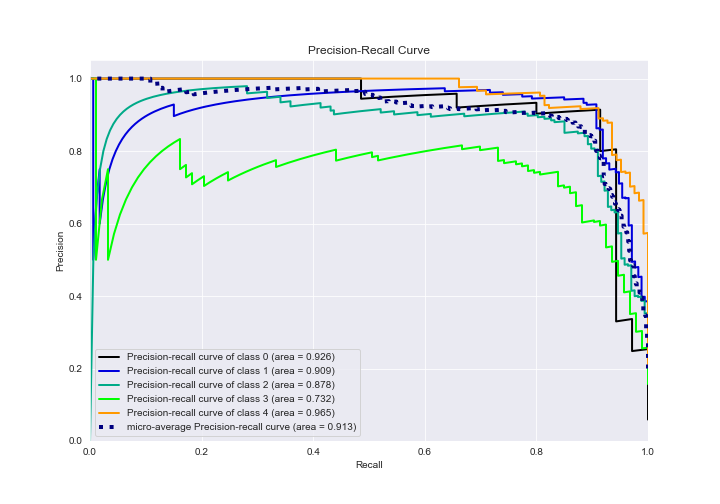 Precision-Recall Curve
Precision
1.0
0.8
0.6
0.4
0.2
0.0
Precision-recall curve of class 0 (area = 0.926)
Precision-recall curve of class 1 (area = 0.909)
Precision-recall curve of class 2 (area = 0.878)
Precision-recall curve of class 3 (area = 0.732)
Precision-recall curve of class 4 (area = 0.965)
micro-average Precision-recall curve (area = 0.913)
0.0 0.2 0.4 0.6 0.8 1.0
Recall